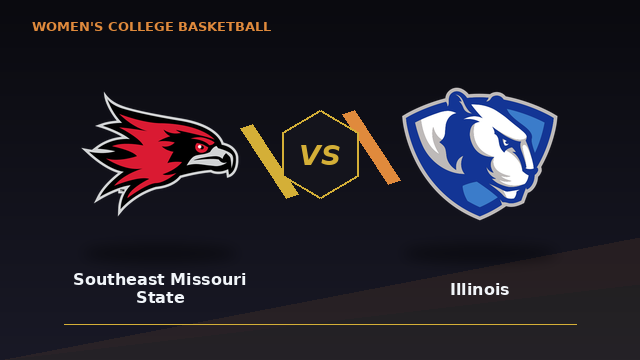 WOMEN'S COLLEGE BASKETBALL
VS
Southeast Missouri
State
Illinois